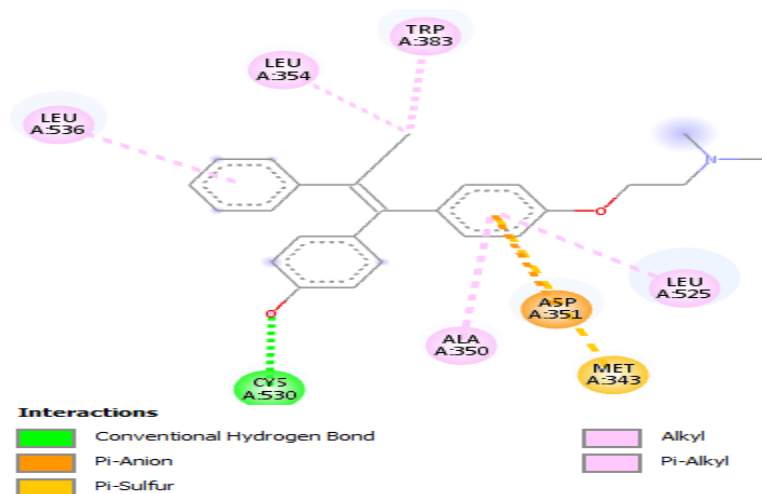 TRP
A:383
LEU
A:354
LEU
A:536
N
O
LEU
A:525
ASP
A:351
O
ALA
A:350
MET
A:343
CYS
A:530
Interactions
Conventional Hydrogen Bond
Pi-Anion
Pi-Sulfur
Alkyl
Pi-Alkyl